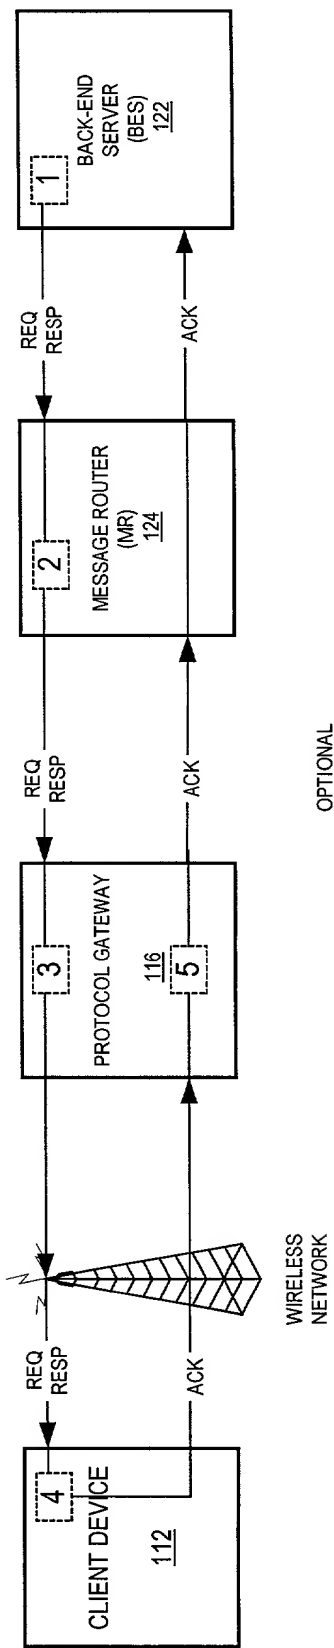 CLIENT DEVICE
112
4
REQ
RESP
ACK
WIRELESS
NETWORK
PROTOCOL GATEWAY
116
3
5
REQ
RESP
ACK
OPTIONAL
MESSAGE ROUTER
(MR)
124
2
REQ
RESP
ACK
BACK-END
SERVER
(BES)
122
1